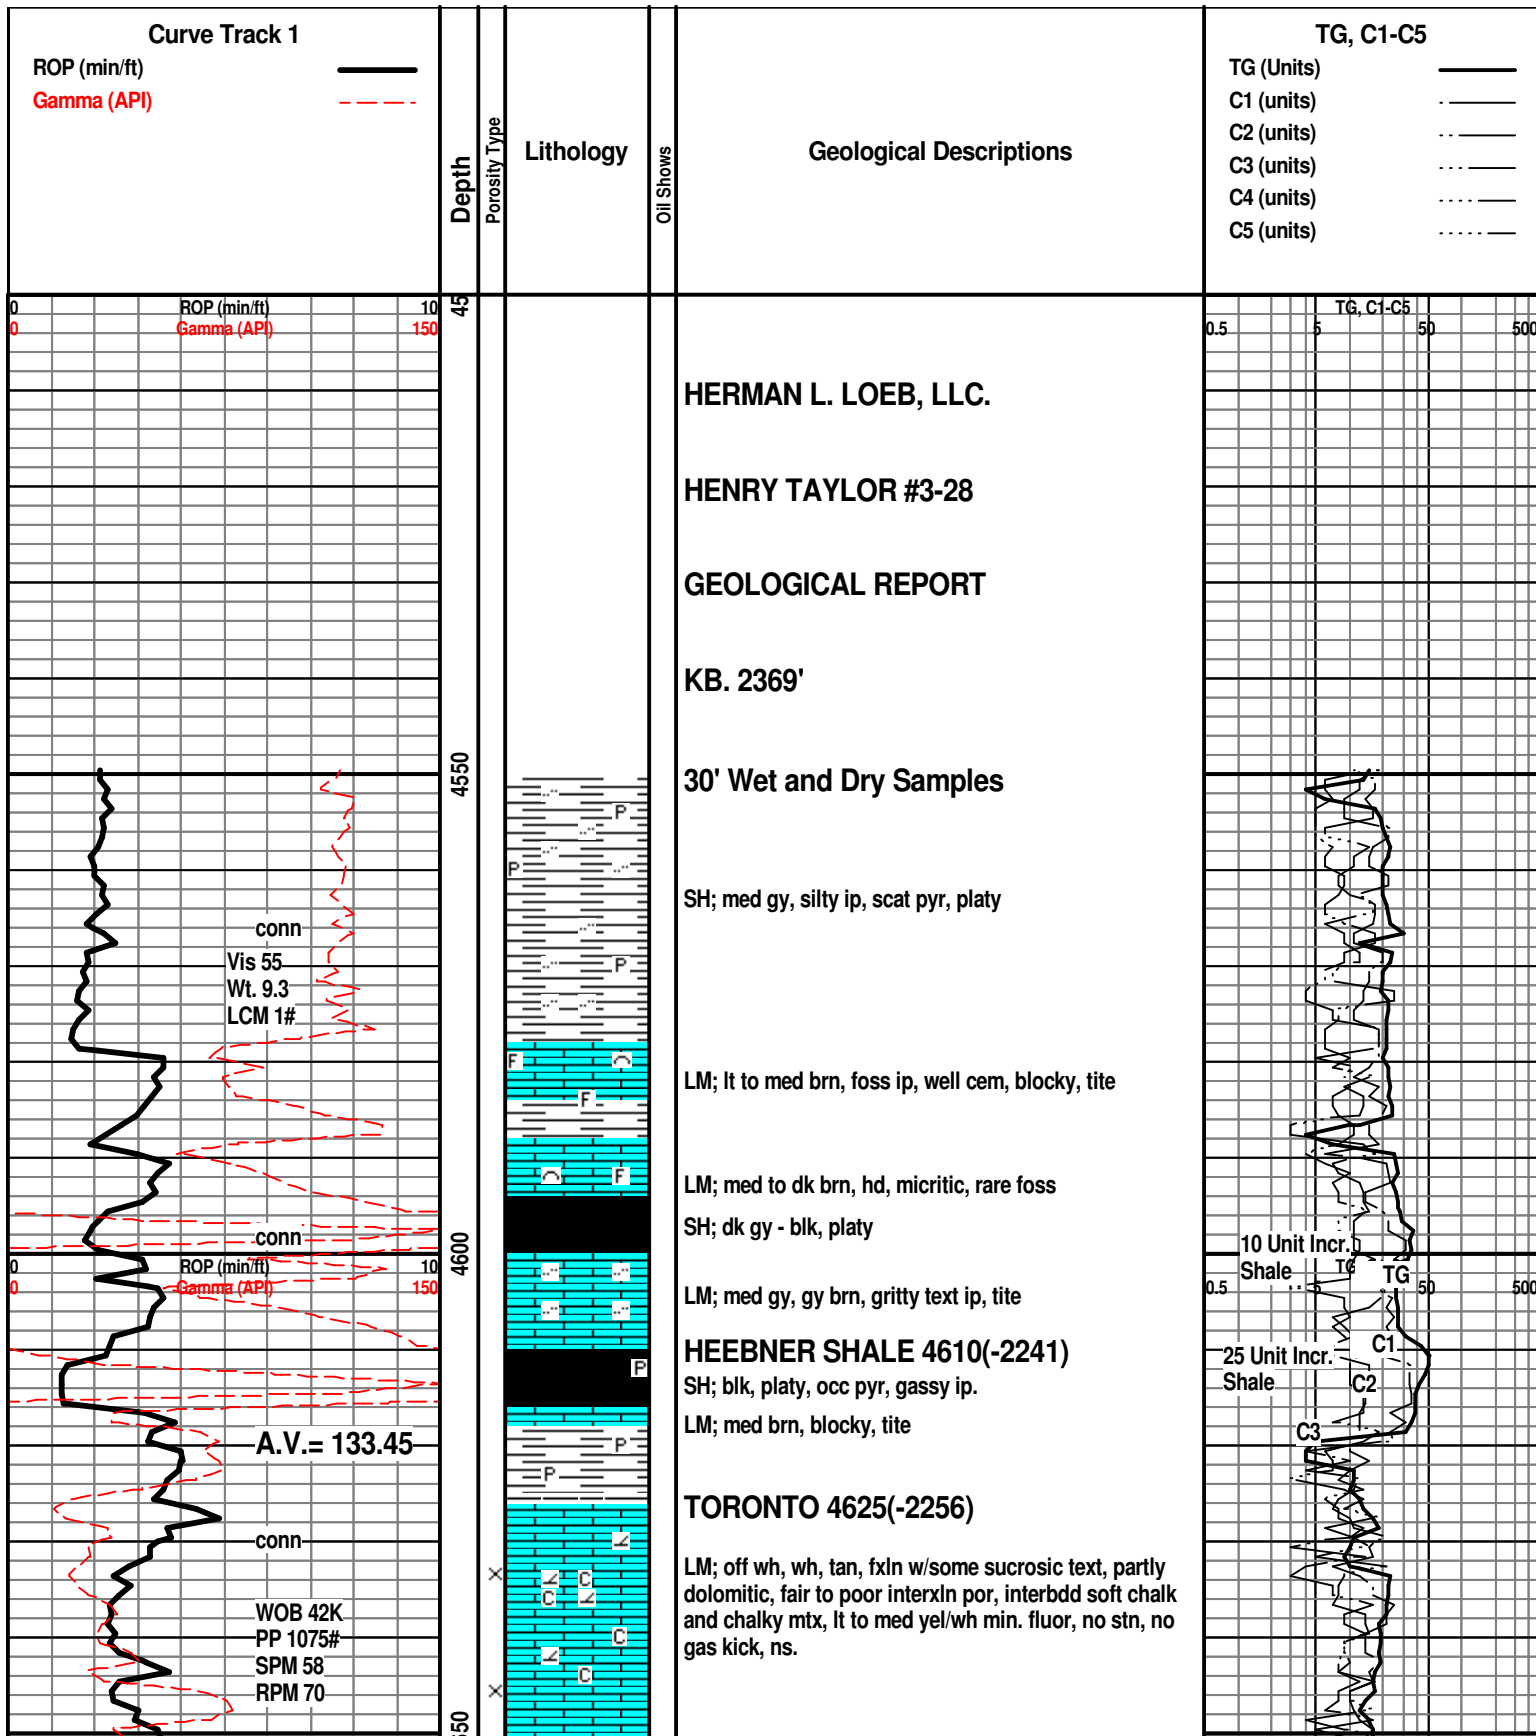 Curve Track 1
ROP (min/ft)
Gamma (API)
Depth
Porosity Type
Lithology
Oil Shows
Geological Descriptions
TG, C1-C5
TG (Units)
C1 (units)
C2 (units)
C3 (units)
C4 (units)
C5 (units)
0 ROP (min/ft) 10
0 Gamma (API) 150
45
TG, C1-C5
0.5 5 50 500
HERMAN L. LOEB, LLC.
HENRY TAYLOR #3-28
GEOLOGICAL REPORT
KB. 2369'
4550
30' Wet and Dry Samples
P
P
SH; med gy, silty ip, scat pyr, platy
conn
Vis 55
Wt. 9.3
LCM 1#
P
F
LM; lt to med brn, foss ip, well cem, blocky, tite
F
F
LM; med to dk brn, hd, micritic, rare foss
SH; dk gy - blk, platy
conn
4600
10 Unit Incr.
Shale
TG
TG
0 ROP (min/ft) 10
0 Gamma (API) 150
0.5 5 50 500
LM; med gy, gy brn, gritty text ip, tite
HEEBNER SHALE 4610(-2241)
P
SH; blk, platy, occ pyr, gassy ip.
C1
25 Unit Incr.
Shale
C2
LM; med brn, blocky, tite
C3
A.V.= 133.45
P
P
TORONTO 4625(-2256)
conn
LM; off wh, wh, tan, fxln w/some sucrosic text, partly
dolomitic, fair to poor interxln por, interbdd soft chalk
and chalky mtx, lt to med yel/wh min. fluor, no stn, no
gas kick, ns.
C
C
C
C
WOB 42K
PP 1075#
SPM 58
RPM 70